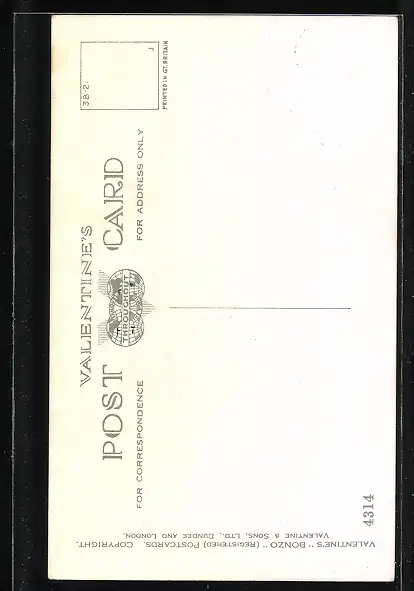 VALENTINE'S
POST CARD
THROUGHOUT
FOR CORRESPONDENCE
FOR ADDRESS ONLY
38-2.
J
PRINTED IN GT. BRITAIN
VALENTINE'S "BONZO" (REGISTERED) POSTCARDS. COPYRIGHT.
VALENTINE & SONS, LTD., DUNDEE AND LONDON.
4314